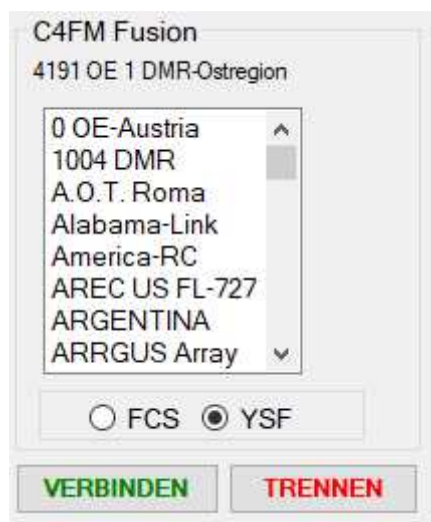 C4FM Fusion
4191 OE 1 DMR-Ostregion
0 OE-Austria
1004 DMR
A.O.T. Roma
Alabama-Link
America-RC
AREC US FL-727
ARGENTINA
ARRGUS Array
FCS YSF
VERBINDEN TRENNEN